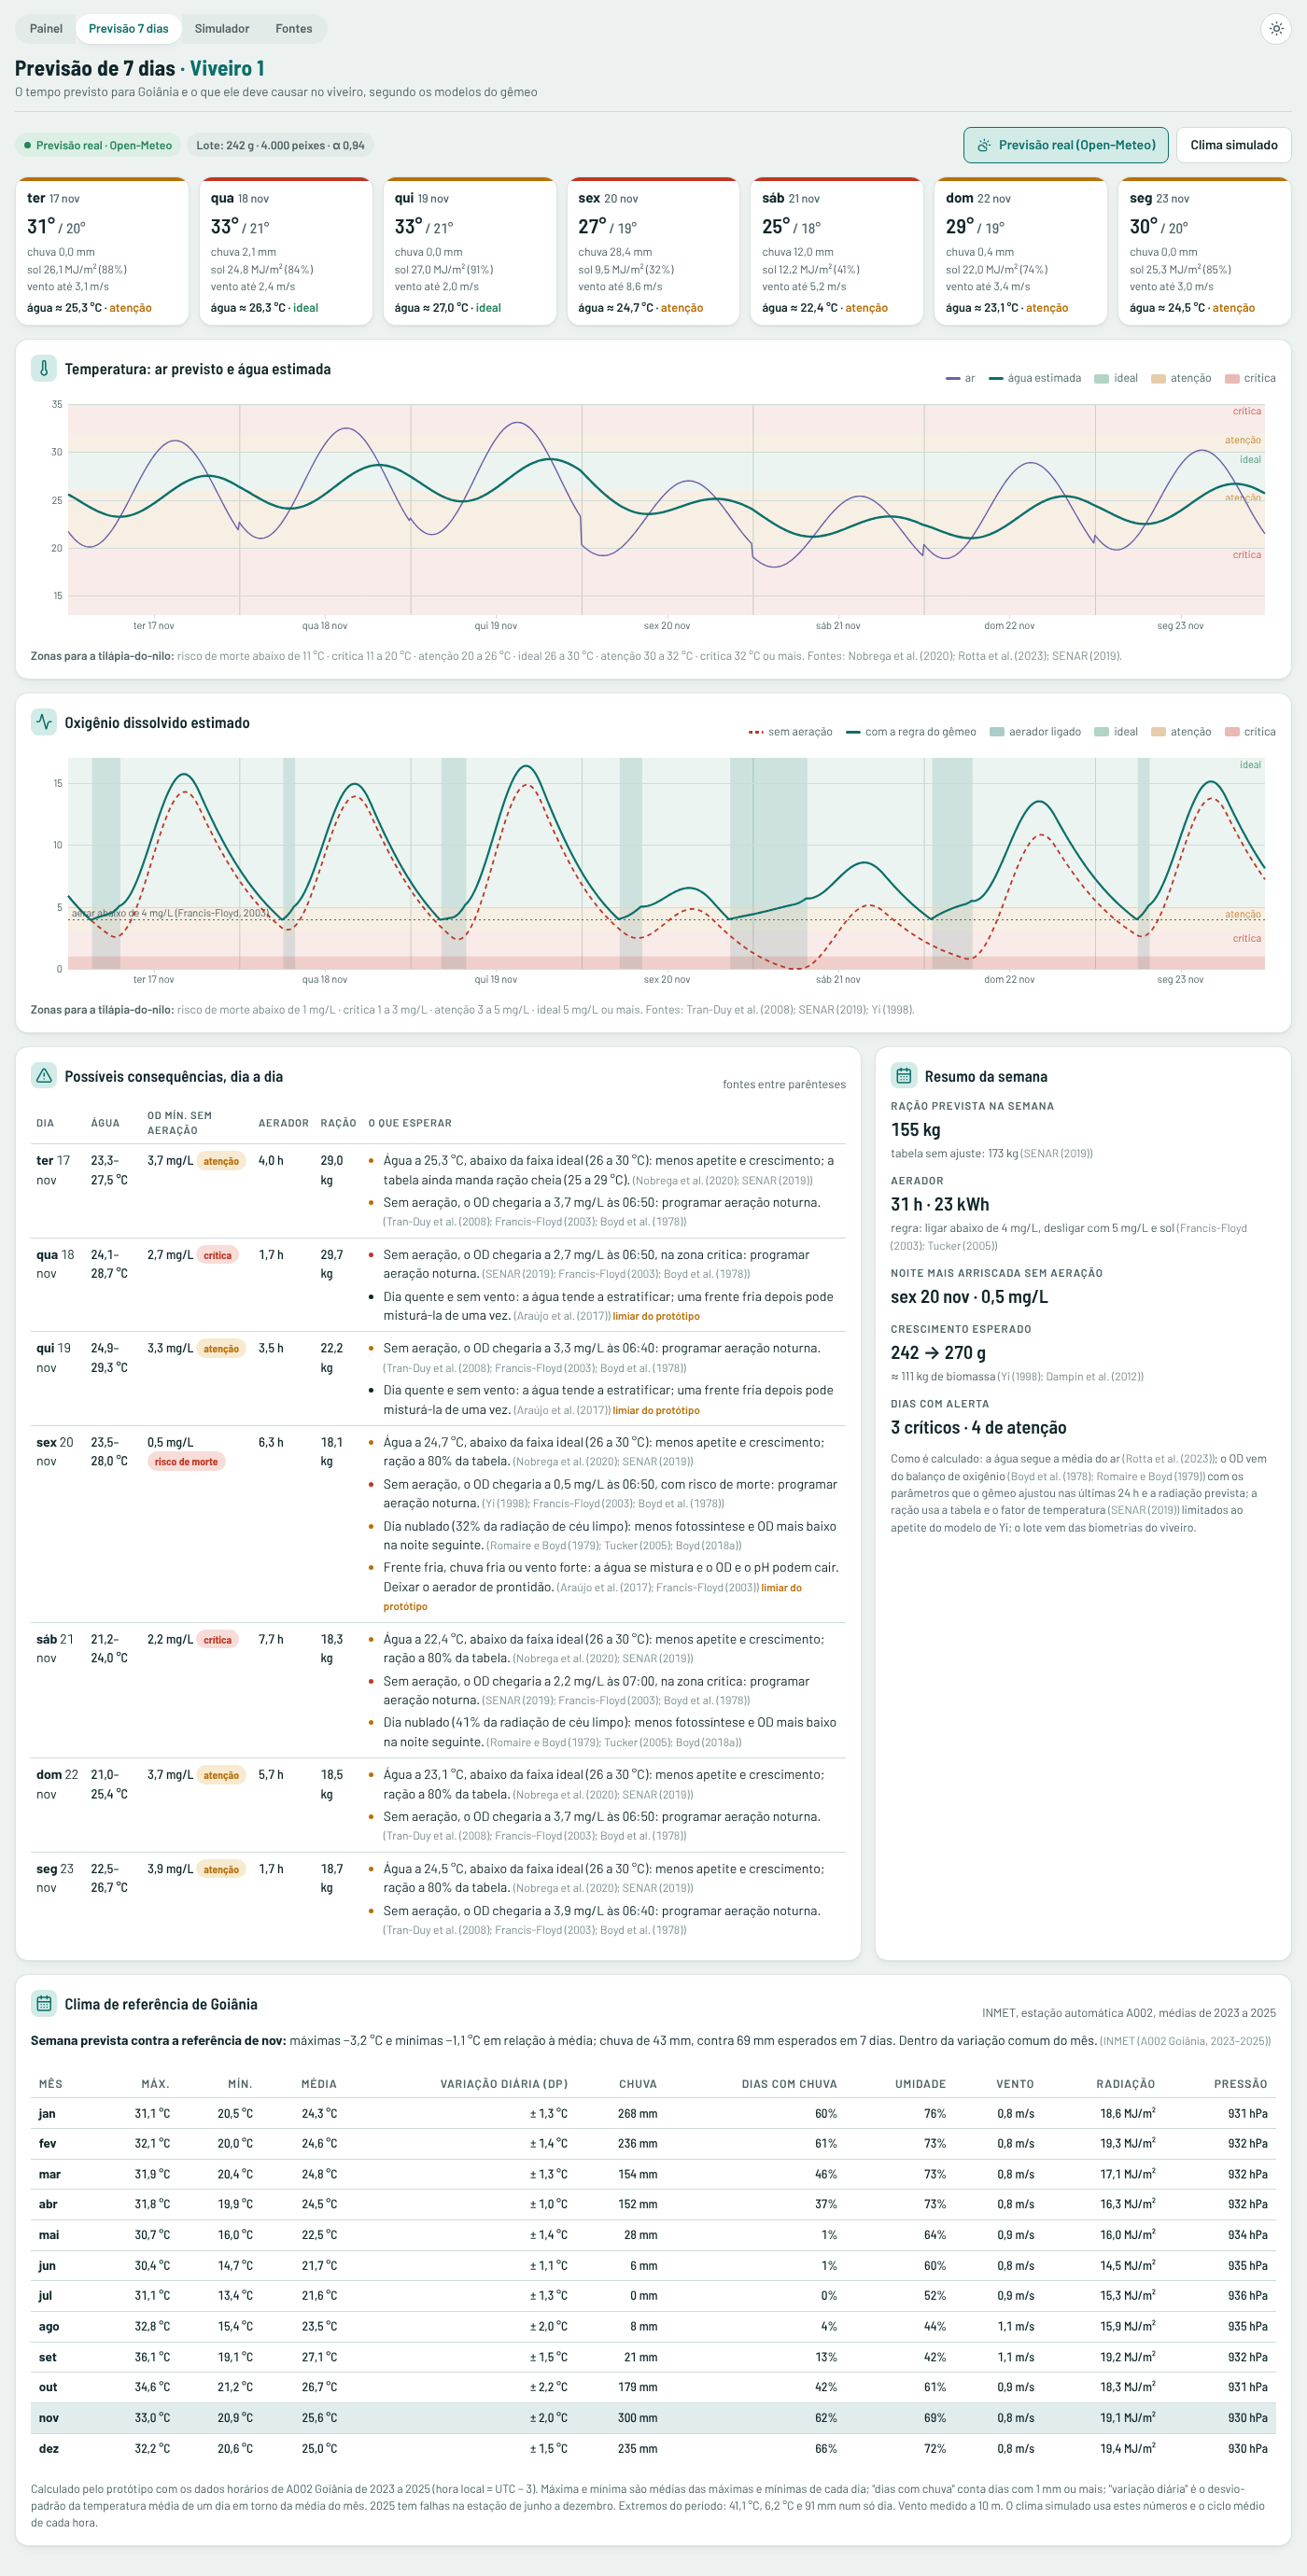 Painel
Previsão 7 dias
Simulador
Fontes
Previsão de 7 dias · Viveiro 1
O tempo previsto para Goiânia e o que ele deve causar no viveiro, segundo os modelos do gêmeo
Previsão real · Open-Meteo
Lote: 242 g · 4.000 peixes · α 0,94
Previsão real (Open-Meteo)
Clima simulado
ter 17 nov
31° / 20°
chuva 0,0 mm
sol 26,1 MJ/m² (88%)
vento até 3,1 m/s
água ≈ 25,3 °C · atenção
qua 18 nov
33° / 21°
chuva 2,1 mm
sol 24,8 MJ/m² (84%)
vento até 2,4 m/s
água ≈ 26,3 °C · ideal
qui 19 nov
33° / 21°
chuva 0,0 mm
sol 27,0 MJ/m² (91%)
vento até 2,0 m/s
água ≈ 27,0 °C · ideal
sex 20 nov
27° / 19°
chuva 28,4 mm
sol 9,5 MJ/m² (32%)
vento até 8,6 m/s
água ≈ 24,7 °C · atenção
sáb 21 nov
25° / 18°
chuva 12,0 mm
sol 12,2 MJ/m² (41%)
vento até 5,2 m/s
água ≈ 22,4 °C · atenção
dom 22 nov
29° / 19°
chuva 0,4 mm
sol 22,0 MJ/m² (74%)
vento até 3,4 m/s
água ≈ 23,1 °C · atenção
seg 23 nov
30° / 20°
chuva 0,0 mm
sol 25,3 MJ/m² (85%)
vento até 3,0 m/s
água ≈ 24,5 °C · atenção
Temperatura: ar previsto e água estimada
ar
água estimada
ideal
atenção
crítica
35
30
25
20
15
crítica
atenção
ideal
atenção
crítica
ter 17 nov
qua 18 nov
qui 19 nov
sex 20 nov
sáb 21 nov
dom 22 nov
seg 23 nov
Zonas para a tilápia-do-nilo: risco de morte abaixo de 11 °C · crítica 11 a 20 °C · atenção 20 a 26 °C · ideal 26 a 30 °C · atenção 30 a 32 °C · crítica 32 °C ou mais. Fontes: Nobrega et al. (2020); Rotta et al. (2023); SENAR (2019).
Oxigênio dissolvido estimado
sem aeração
com a regra do gêmeo
aerador ligado
ideal
atenção
crítica
15
10
5
0
ideal
atenção
crítica
aerar abaixo de 4 mg/L (Francis-Floyd, 2003)
ter 17 nov
qua 18 nov
qui 19 nov
sex 20 nov
sáb 21 nov
dom 22 nov
seg 23 nov
Zonas para a tilápia-do-nilo: risco de morte abaixo de 1 mg/L · crítica 1 a 3 mg/L · atenção 3 a 5 mg/L · ideal 5 mg/L ou mais. Fontes: Tran-Duy et al. (2008); SENAR (2019); Yi (1998).
Possíveis consequências, dia a dia
fontes entre parênteses
DIA
ÁGUA
OD MÍN. SEM
AERAÇÃO
AERADOR
RAÇÃO
O QUE ESPERAR
ter 17
nov
23,3–
27,5 °C
3,7 mg/L atenção
4,0 h
29,0
kg
Água a 25,3 °C, abaixo da faixa ideal (26 a 30 °C): menos apetite e crescimento; a
tabela ainda manda ração cheia (25 a 29 °C). (Nobrega et al. (2020); SENAR (2019))
Sem aeração, o OD chegaria a 3,7 mg/L às 06:50: programar aeração noturna.
(Tran-Duy et al. (2008); Francis-Floyd (2003); Boyd et al. (1978))
qua 18
nov
24,1–
28,7 °C
2,7 mg/L crítica
1,7 h
29,7
kg
Sem aeração, o OD chegaria a 2,7 mg/L às 06:50, na zona crítica: programar
aeração noturna. (SENAR (2019); Francis-Floyd (2003); Boyd et al. (1978))
Dia quente e sem vento: a água tende a estratificar; uma frente fria depois pode
misturá-la de uma vez. (Araújo et al. (2017)) limiar do protótipo
qui 19
nov
24,9–
29,3 °C
3,3 mg/L atenção
3,5 h
22,2
kg
Sem aeração, o OD chegaria a 3,3 mg/L às 06:40: programar aeração noturna.
(Tran-Duy et al. (2008); Francis-Floyd (2003); Boyd et al. (1978))
Dia quente e sem vento: a água tende a estratificar; uma frente fria depois pode
misturá-la de uma vez. (Araújo et al. (2017)) limiar do protótipo
sex 20
nov
23,5–
28,0 °C
0,5 mg/L
risco de morte
6,3 h
18,1
kg
Água a 24,7 °C, abaixo da faixa ideal (26 a 30 °C): menos apetite e crescimento;
ração a 80% da tabela. (Nobrega et al. (2020); SENAR (2019))
Sem aeração, o OD chegaria a 0,5 mg/L às 06:50, com risco de morte: programar
aeração noturna. (Yi (1998); Francis-Floyd (2003); Boyd et al. (1978))
Dia nublado (32% da radiação de céu limpo): menos fotossíntese e OD mais baixo
na noite seguinte. (Romaire e Boyd (1979); Tucker (2005); Boyd (2018a))
Frente fria, chuva fria ou vento forte: a água se mistura e o OD e o pH podem cair.
Deixar o aerador de prontidão. (Araújo et al. (2017); Francis-Floyd (2003)) limiar do
protótipo
sáb 21
nov
21,2–
24,0 °C
2,2 mg/L crítica
7,7 h
18,3
kg
Água a 22,4 °C, abaixo da faixa ideal (26 a 30 °C): menos apetite e crescimento;
ração a 80% da tabela. (Nobrega et al. (2020); SENAR (2019))
Sem aeração, o OD chegaria a 2,2 mg/L às 07:00, na zona crítica: programar
aeração noturna. (SENAR (2019); Francis-Floyd (2003); Boyd et al. (1978))
Dia nublado (41% da radiação de céu limpo): menos fotossíntese e OD mais baixo
na noite seguinte. (Romaire e Boyd (1979); Tucker (2005); Boyd (2018a))
dom 22
nov
21,0–
25,4 °C
3,7 mg/L atenção
5,7 h
18,5
kg
Água a 23,1 °C, abaixo da faixa ideal (26 a 30 °C): menos apetite e crescimento;
ração a 80% da tabela. (Nobrega et al. (2020); SENAR (2019))
Sem aeração, o OD chegaria a 3,7 mg/L às 06:50: programar aeração noturna.
(Tran-Duy et al. (2008); Francis-Floyd (2003); Boyd et al. (1978))
seg 23
nov
22,5–
26,7 °C
3,9 mg/L atenção
1,7 h
18,7
kg
Água a 24,5 °C, abaixo da faixa ideal (26 a 30 °C): menos apetite e crescimento;
ração a 80% da tabela. (Nobrega et al. (2020); SENAR (2019))
Sem aeração, o OD chegaria a 3,9 mg/L às 06:40: programar aeração noturna.
(Tran-Duy et al. (2008); Francis-Floyd (2003); Boyd et al. (1978))
Resumo da semana
RAÇÃO PREVISTA NA SEMANA
155 kg
tabela sem ajuste: 173 kg (SENAR (2019))
AERADOR
31 h · 23 kWh
regra: ligar abaixo de 4 mg/L, desligar com 5 mg/L e sol (Francis-Floyd
(2003); Tucker (2005))
NOITE MAIS ARRISCADA SEM AERAÇÃO
sex 20 nov · 0,5 mg/L
CRESCIMENTO ESPERADO
242 → 270 g
≈ 111 kg de biomassa (Yi (1998); Dampin et al. (2012))
DIAS COM ALERTA
3 críticos · 4 de atenção
Como é calculado: a água segue a média do ar (Rotta et al. (2023)); o OD vem
do balanço de oxigênio (Boyd et al. (1978); Romaire e Boyd (1979)) com os
parâmetros que o gêmeo ajustou nas últimas 24 h e a radiação prevista; a
ração usa a tabela e o fator de temperatura (SENAR (2019)) limitados ao
apetite do modelo de Yi; o lote vem das biometrias do viveiro.
Clima de referência de Goiânia
INMET, estação automática A002, médias de 2023 a 2025
Semana prevista contra a referência de nov: máximas −3,2 °C e mínimas −1,1 °C em relação à média; chuva de 43 mm, contra 69 mm esperados em 7 dias. Dentro da variação comum do mês. (INMET (A002 Goiânia, 2023–2025))
MÊS MÁX. MÍN. MÉDIA VARIAÇÃO DIÁRIA (DP) CHUVA DIAS COM CHUVA UMIDADE VENTO RADIAÇÃO PRESSÃO
jan 31,1 °C 20,5 °C 24,3 °C ± 1,3 °C 268 mm 60% 76% 0,8 m/s 18,6 MJ/m² 931 hPa
fev 32,1 °C 20,0 °C 24,6 °C ± 1,4 °C 236 mm 61% 73% 0,8 m/s 19,3 MJ/m² 932 hPa
mar 31,9 °C 20,4 °C 24,8 °C ± 1,3 °C 154 mm 46% 73% 0,8 m/s 17,1 MJ/m² 932 hPa
abr 31,8 °C 19,9 °C 24,5 °C ± 1,0 °C 152 mm 37% 73% 0,8 m/s 16,3 MJ/m² 932 hPa
mai 30,7 °C 16,0 °C 22,5 °C ± 1,4 °C 28 mm 1% 64% 0,9 m/s 16,0 MJ/m² 934 hPa
jun 30,4 °C 14,7 °C 21,7 °C ± 1,1 °C 6 mm 1% 60% 0,8 m/s 14,5 MJ/m² 935 hPa
jul 31,1 °C 13,4 °C 21,6 °C ± 1,3 °C 0 mm 0% 52% 0,9 m/s 15,3 MJ/m² 936 hPa
ago 32,8 °C 15,4 °C 23,5 °C ± 2,0 °C 8 mm 4% 44% 1,1 m/s 15,9 MJ/m² 935 hPa
set 36,1 °C 19,1 °C 27,1 °C ± 1,5 °C 21 mm 13% 42% 1,1 m/s 19,2 MJ/m² 932 hPa
out 34,6 °C 21,2 °C 26,7 °C ± 2,2 °C 179 mm 42% 61% 0,9 m/s 18,3 MJ/m² 931 hPa
nov 33,0 °C 20,9 °C 25,6 °C ± 2,0 °C 300 mm 62% 69% 0,8 m/s 19,1 MJ/m² 930 hPa
dez 32,2 °C 20,6 °C 25,0 °C ± 1,5 °C 235 mm 66% 72% 0,8 m/s 19,4 MJ/m² 930 hPa
Calculado pelo protótipo com os dados horários de A002 Goiânia de 2023 a 2025 (hora local = UTC − 3). Máxima e mínima são médias das máximas e mínimas de cada dia; "dias com chuva" conta dias com 1 mm ou mais; "variação diária" é o desvio-
padrão da temperatura média de um dia em torno da média do mês. 2025 tem falhas na estação de junho a dezembro. Extremos do período: 41,1 °C, 6,2 °C e 91 mm num só dia. Vento medido a 10 m. O clima simulado usa estes números e o ciclo médio
de cada hora.